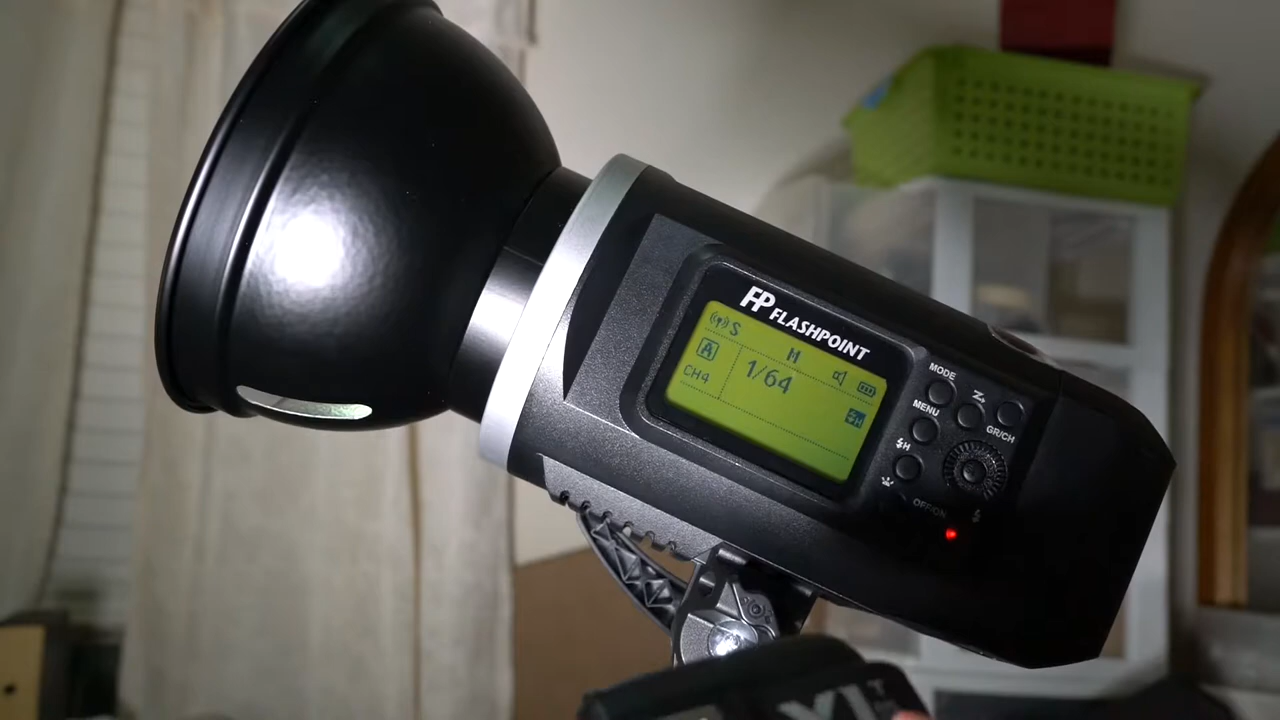 FP FLASHPOINT
S
M
A
1/64
CH4
H
MODE
MENU
GR/CH
H
OFF/ON